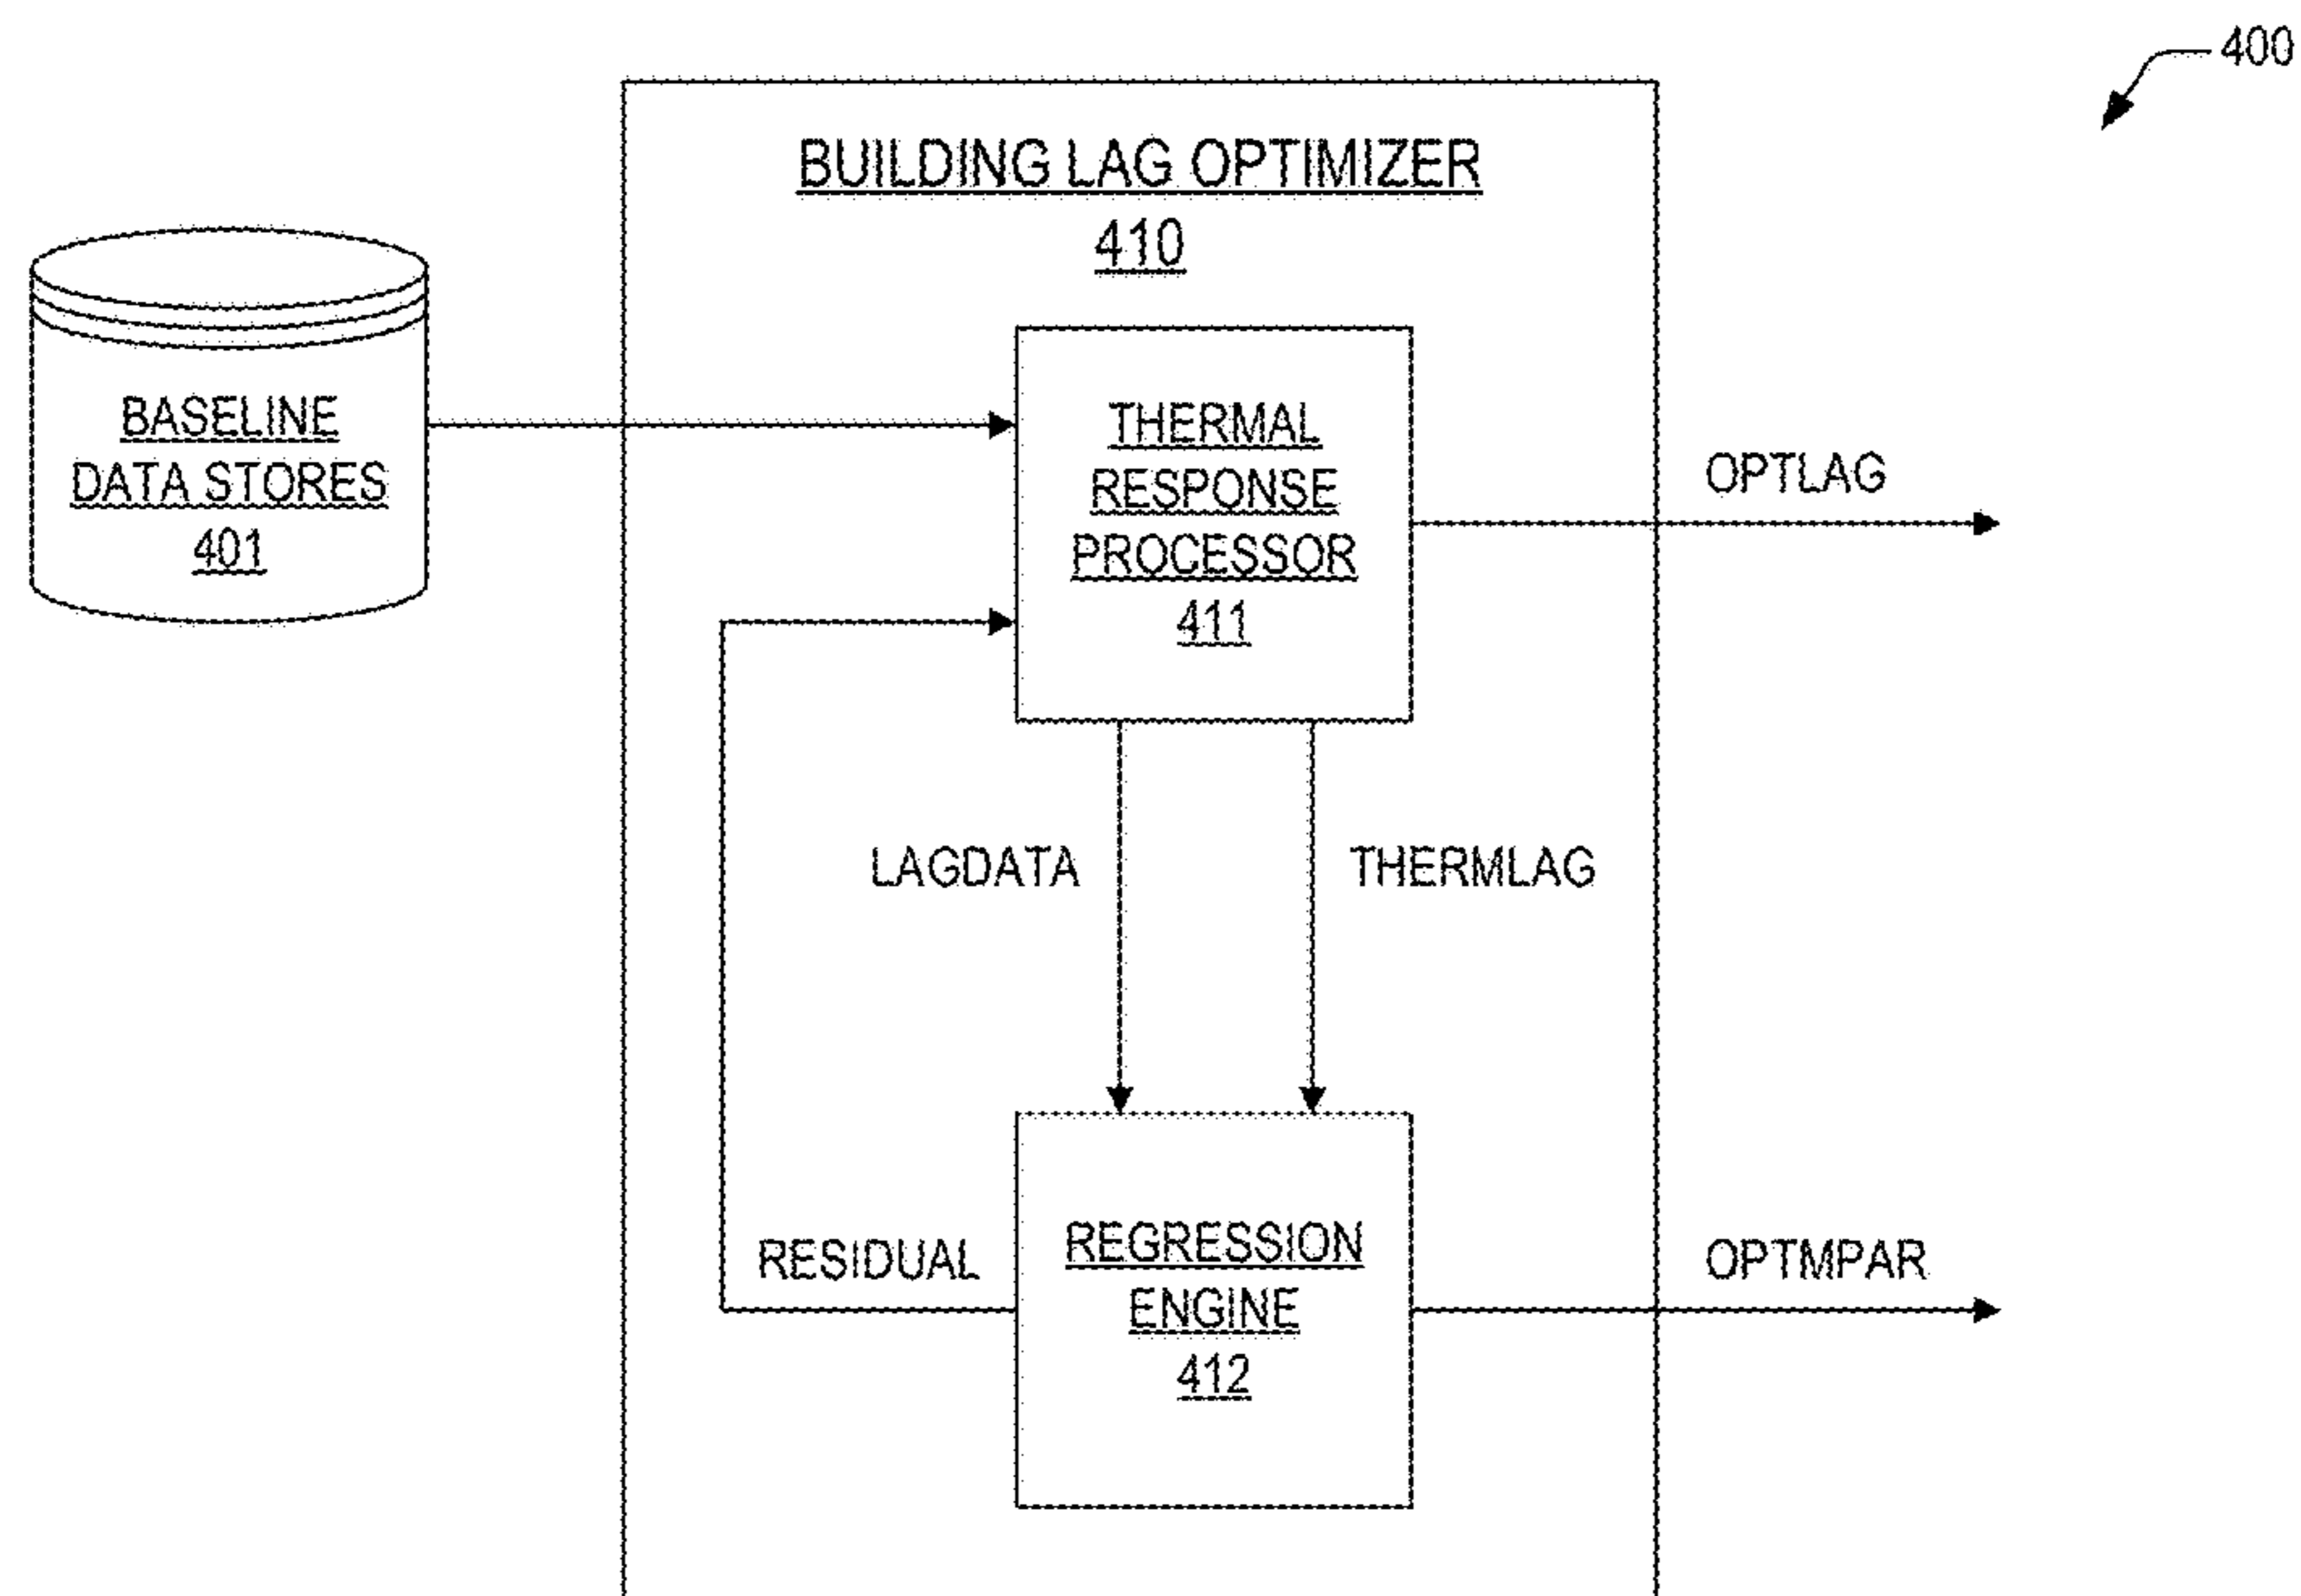 400
BUILDING LAG OPTIMIZER
410
BASELINE
DATA STORES
401
THERMAL
RESPONSE
PROCESSOR
411
OPTLAG
LAGDATA
THERMLAG
RESIDUAL
REGRESSION
ENGINE
412
OPTMPAR